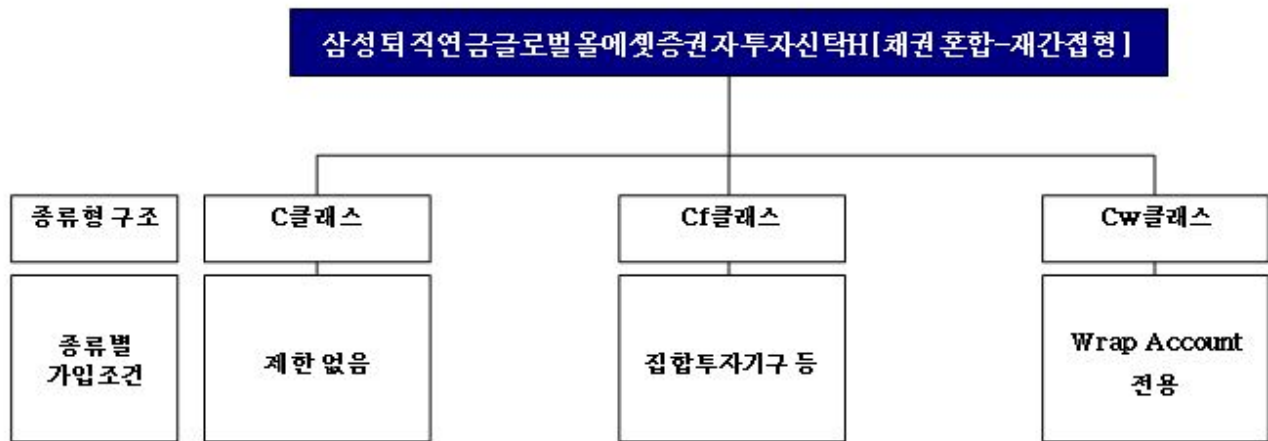 삼성퇴직연금글로벌올에셋증권자투자신탁H[채권혼합-재간접형]
종류형 구조
C클래스
Cf클래스
Cw클래스
종류별
가입조건
제한 없음
집합투자기구 등
Wrap Account
전용